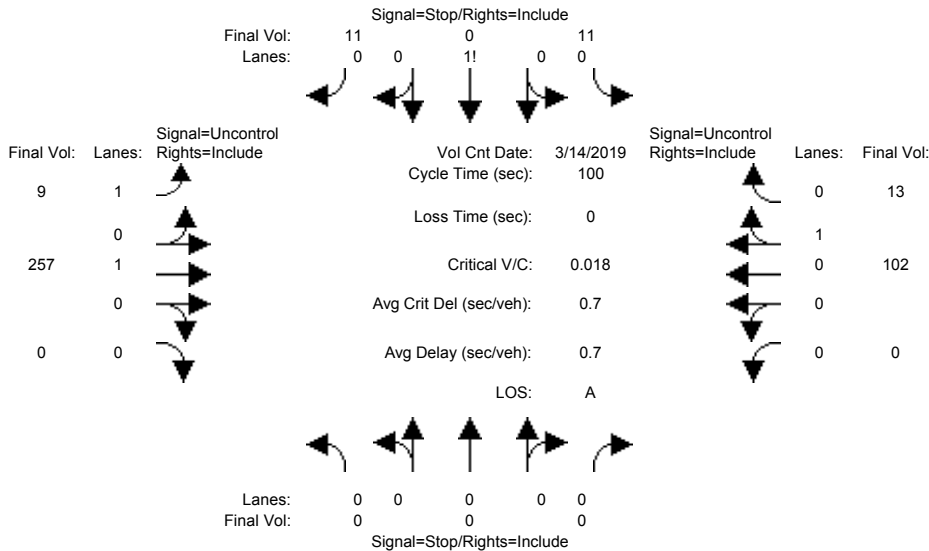 Signal=Stop/Rights=Include
Final Vol: 11 0 11
Lanes: 0 0 1! 0 0
Signal=Uncontrol Signal=Uncontrol
Final Vol: Lanes: Rights=Include Vol Cnt Date: 3/14/2019 Rights=Include Lanes: Final Vol:
Cycle Time (sec): 100
9 1 0 13
Loss Time (sec): 0
0 1
257 1 Critical V/C: 0.018 0 102
0 Avg Crit Del (sec/veh): 0.7 0
0 0 Avg Delay (sec/veh): 0.7 0 0
LOS: A
Lanes: 0 0 0 0 0
Final Vol: 0 0 0
Signal=Stop/Rights=Include